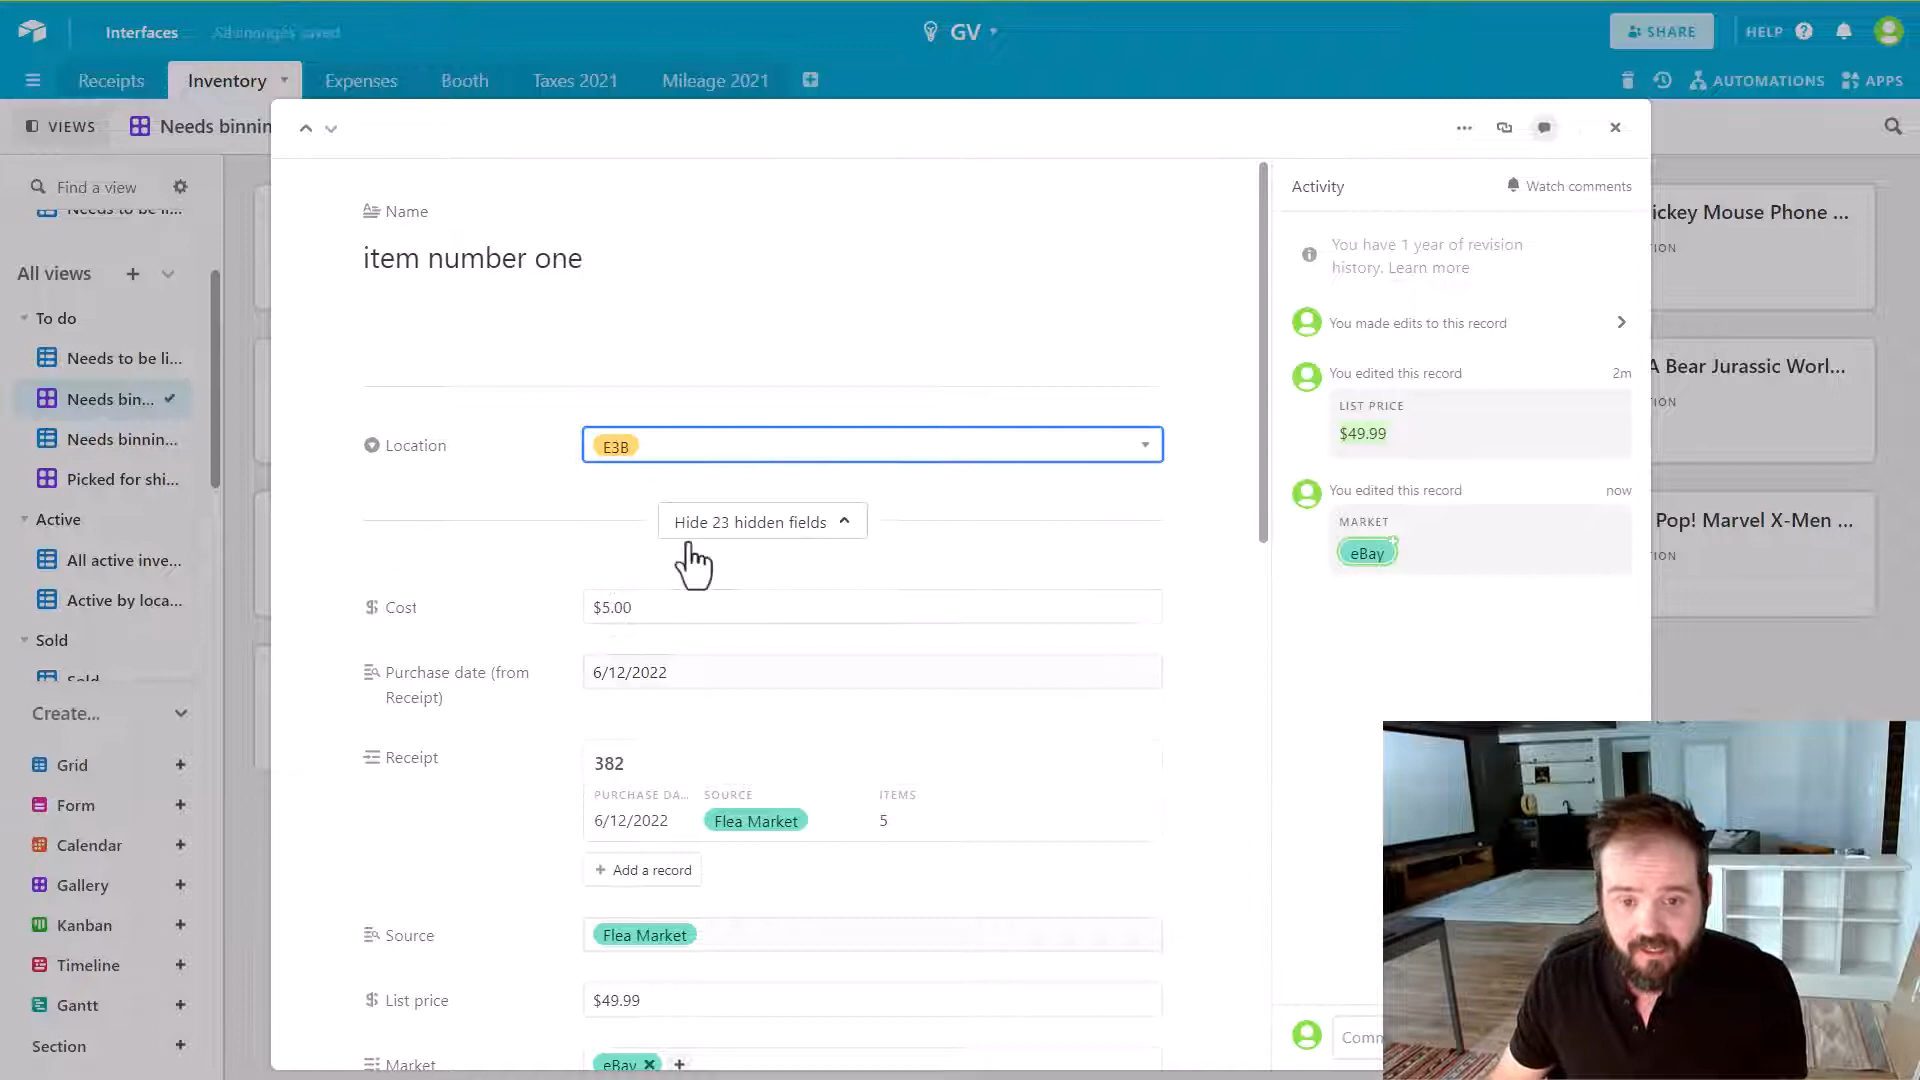 Interfaces
All changes saved
GV
SHARE
HELP
Receipts
Inventory
Expenses
Booth
Taxes 2021
Mileage 2021
AUTOMATIONS
APPS
VIEWS
Needs binnin
Find a view
Needs to be li...
All views
To do
Needs to be li...
Needs bin...
Needs binnin...
Picked for shi...
Active
All active inve...
Active by loca...
Sold
Sold
Create...
Grid
Form
Calendar
Gallery
Kanban
Timeline
Gantt
Section
Name
item number one
Location
E3B
Hide 23 hidden fields
Cost
$5.00
Purchase date (from
Receipt)
6/12/2022
Receipt
382
PURCHASE DA... SOURCE ITEMS
6/12/2022 Flea Market 5
+ Add a record
Source
Flea Market
List price
$49.99
Market
eBay
Activity
Watch comments
You have 1 year of revision
history. Learn more
You made edits to this record
You edited this record 2m
LIST PRICE
$49.99
You edited this record now
MARKET
eBay
Comm
ickey Mouse Phone ...
ION
A Bear Jurassic Worl...
ION
Pop! Marvel X-Men ...
ION